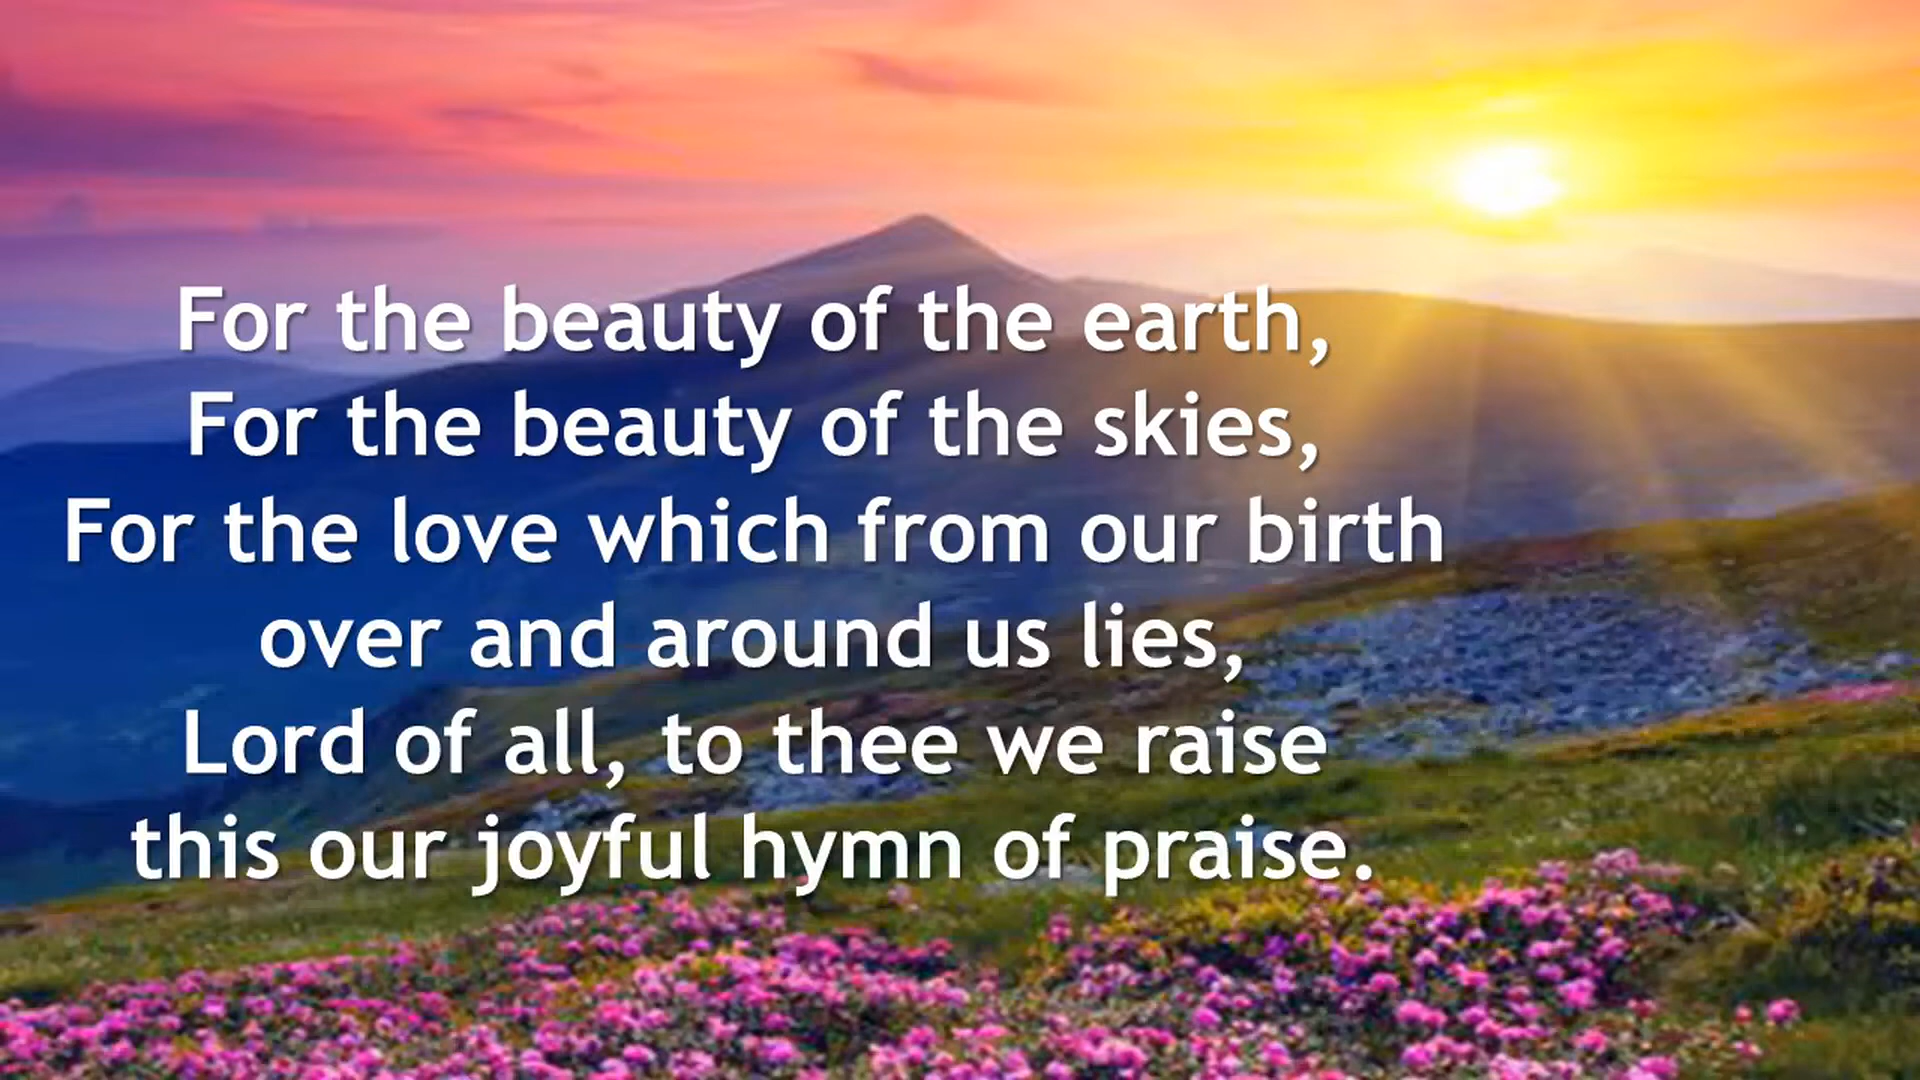 For the beauty of the earth,
For the beauty of the skies,
For the love which from our birth
over and around us lies,
Lord of all, to thee we raise
this our joyful hymn of praise.